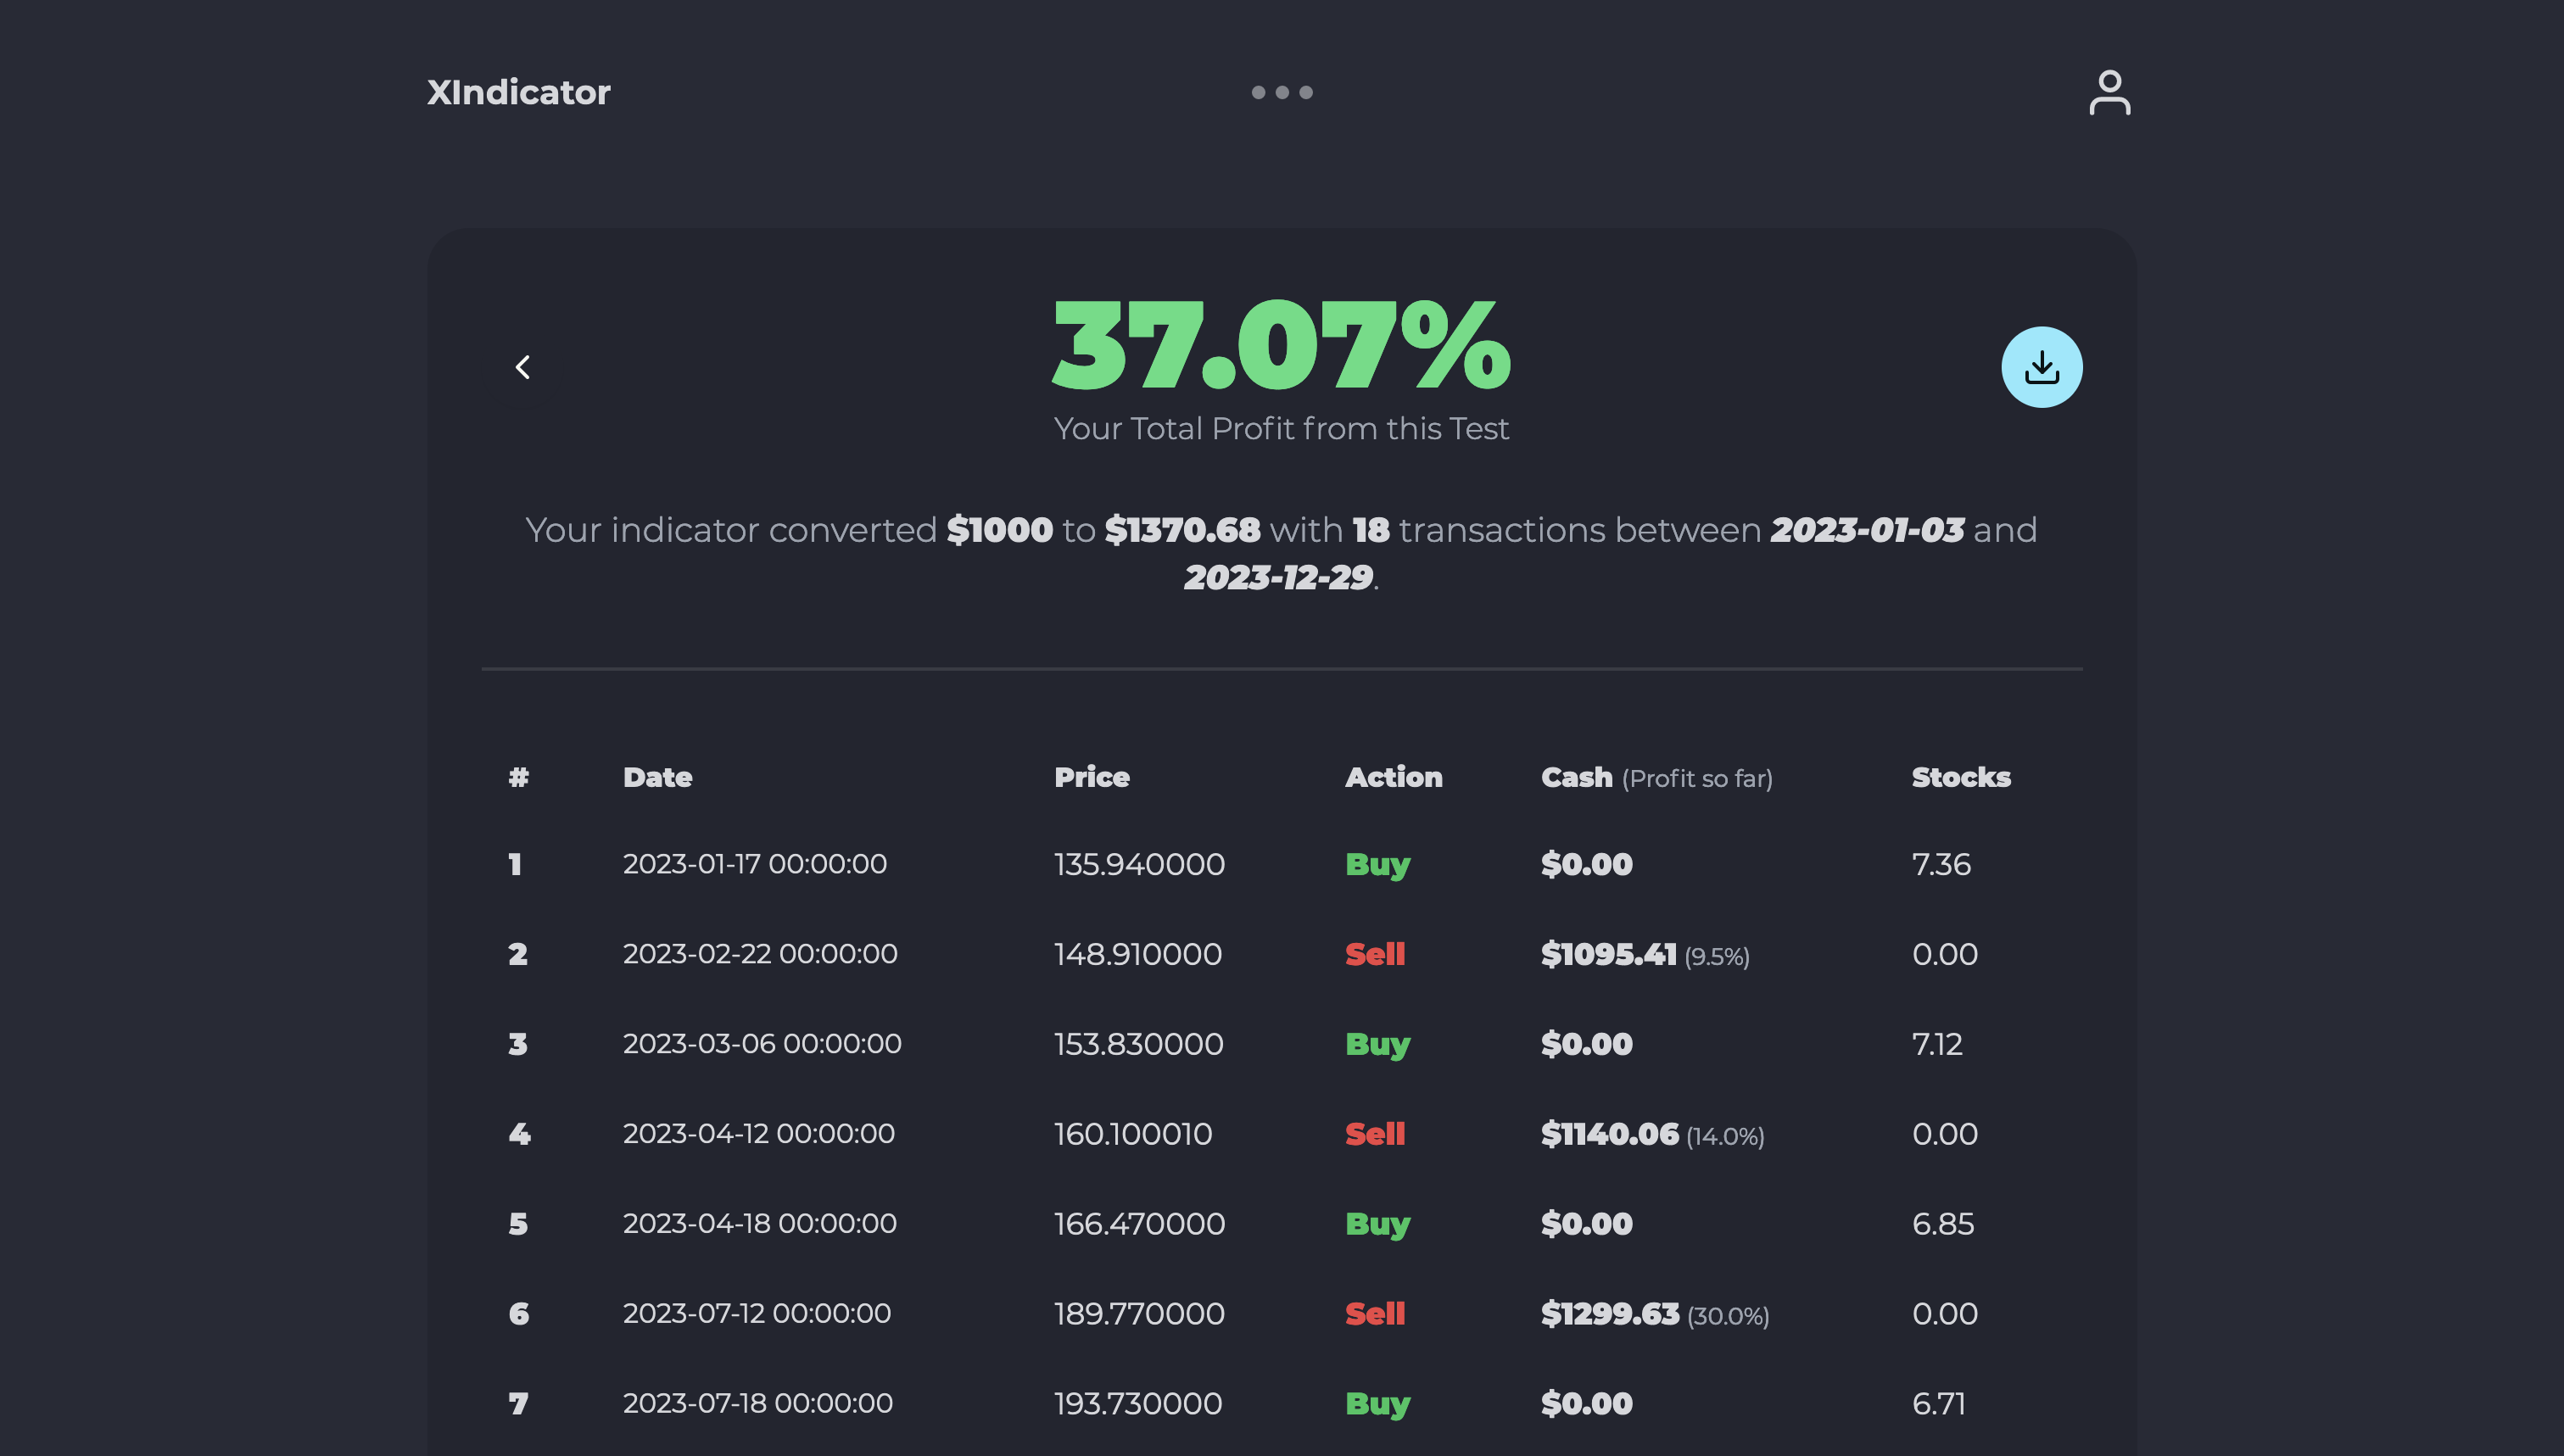 XIndicator
37.07%
Your Total Profit from this Test
Your indicator converted $1000 to $1370.68 with 18 transactions between 2023-01-03 and
2023-12-29.
# Date Price Action Cash (Profit so far) Stocks
1 2023-01-17 00:00:00 135.940000 Buy $0.00 7.36
2 2023-02-22 00:00:00 148.910000 Sell $1095.41 (9.5%) 0.00
3 2023-03-06 00:00:00 153.830000 Buy $0.00 7.12
4 2023-04-12 00:00:00 160.100010 Sell $1140.06 (14.0%) 0.00
5 2023-04-18 00:00:00 166.470000 Buy $0.00 6.85
6 2023-07-12 00:00:00 189.770000 Sell $1299.63 (30.0%) 0.00
7 2023-07-18 00:00:00 193.730000 Buy $0.00 6.71